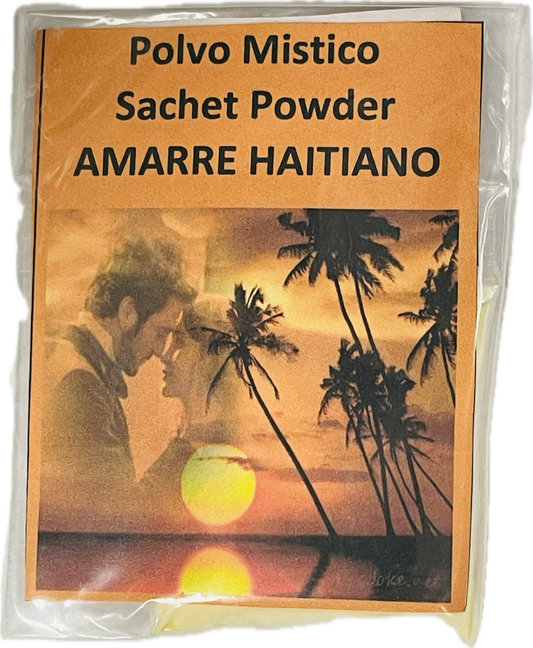 Polvo Mistico
Sachet Powder
AMARRE HAITIANO